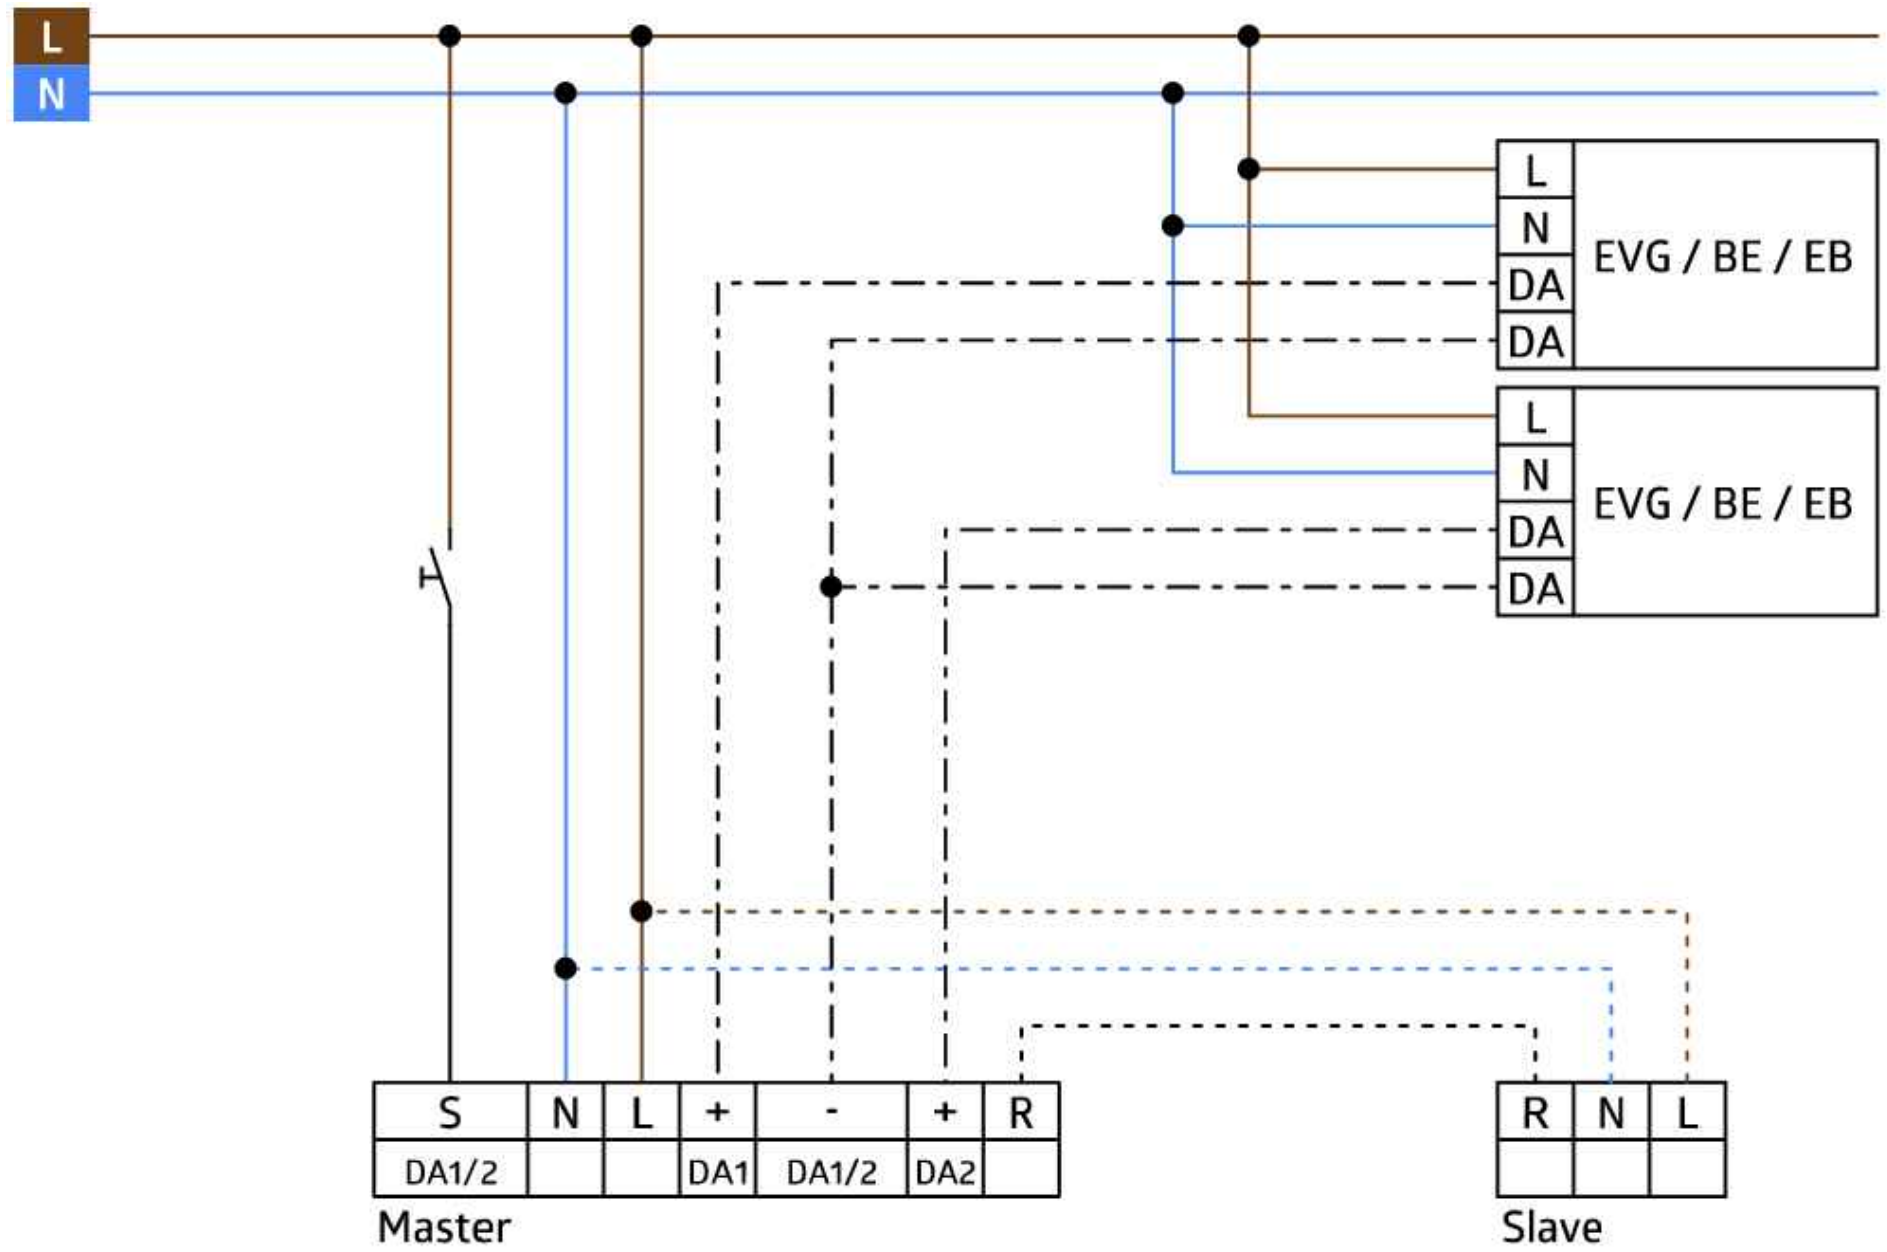 L
N
L
N
DA
DA
EVG / BE / EB
L
N
DA
DA
EVG / BE / EB
S N L + - + R
DA1/2 DA1 DA1/2 DA2
Master
R N L
Slave